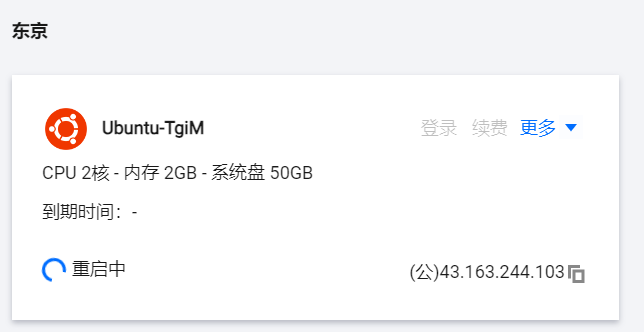 东京
Ubuntu-TgiM 登录 续费 更多
CPU 2核 - 内存 2GB - 系统盘 50GB
到期时间：-
重启中 (公)43.163.244.103